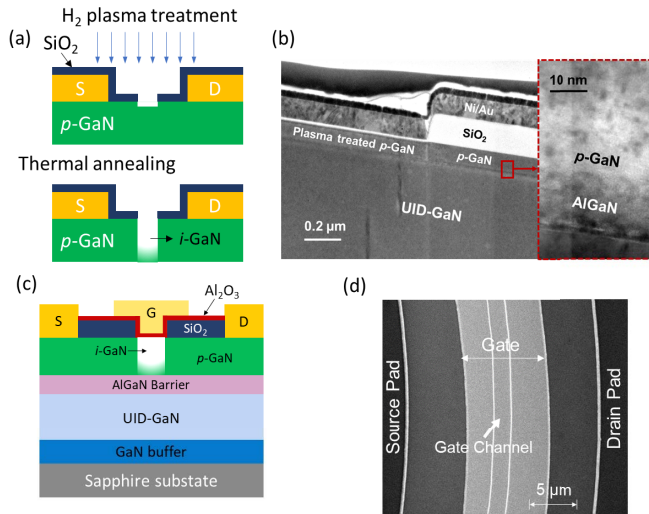 (a)
H₂ plasma treatment
SiO₂
S
D
p-GaN
Thermal annealing
S
D
p-GaN
i-GaN
(b)
Ni/Au
SiO₂
Plasma treated p-GaN
p-GaN
UID-GaN
0.2 μm
10 nm
p-GaN
AlGaN
(c)
Al₂O₃
S
G
D
SiO₂
i-GaN
p-GaN
AlGaN Barrier
UID-GaN
GaN buffer
Sapphire substate
(d)
Source Pad
Gate
Gate Channel
Drain Pad
5 μm